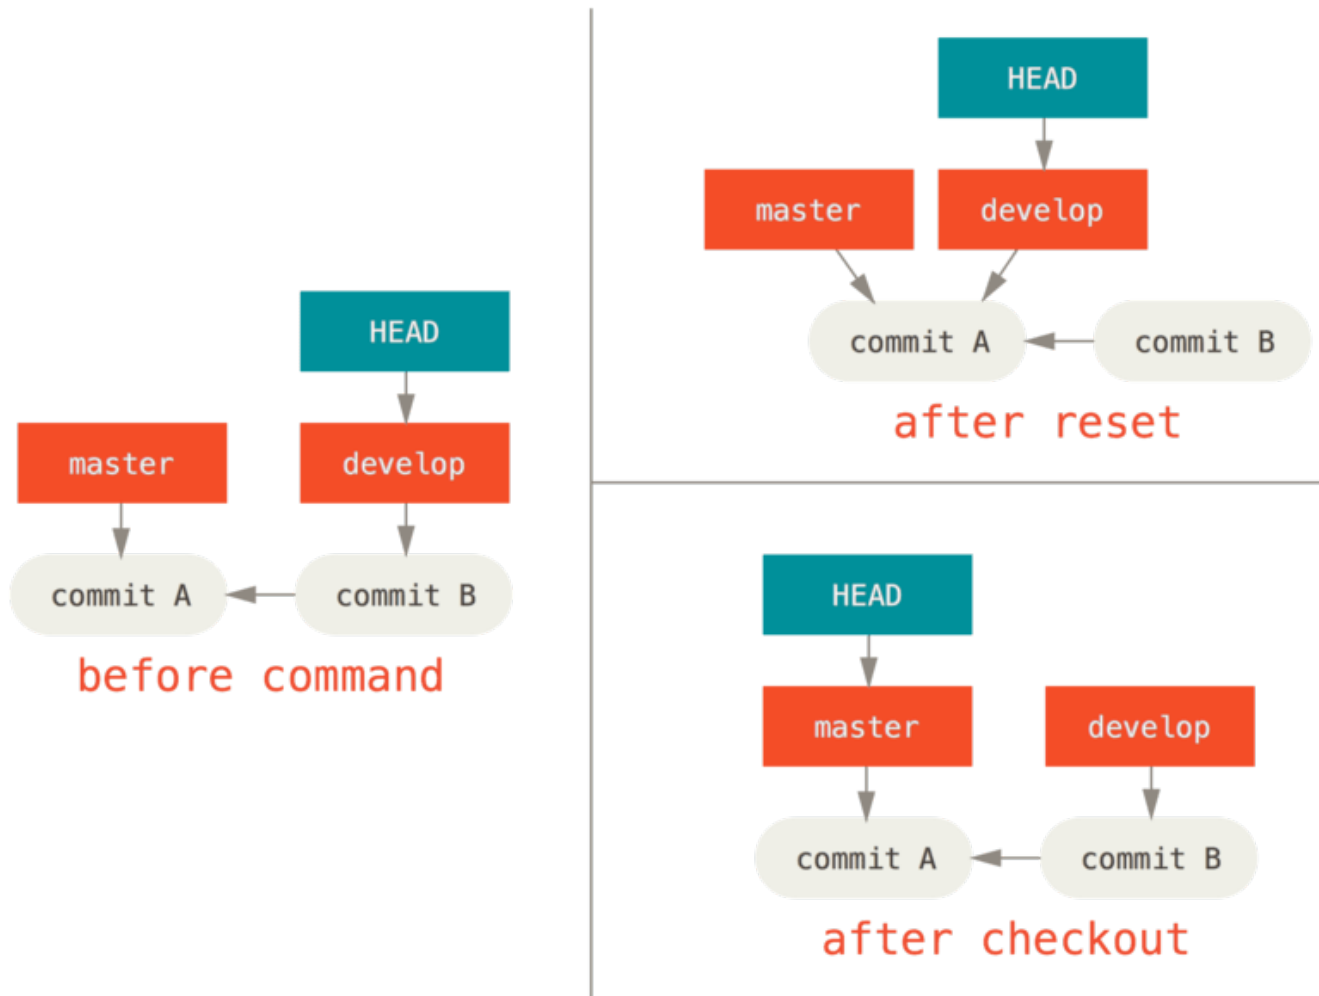 HEAD
master
develop
commit A
commit B
before command
HEAD
master
develop
commit A
commit B
after reset
HEAD
master
develop
commit A
commit B
after checkout